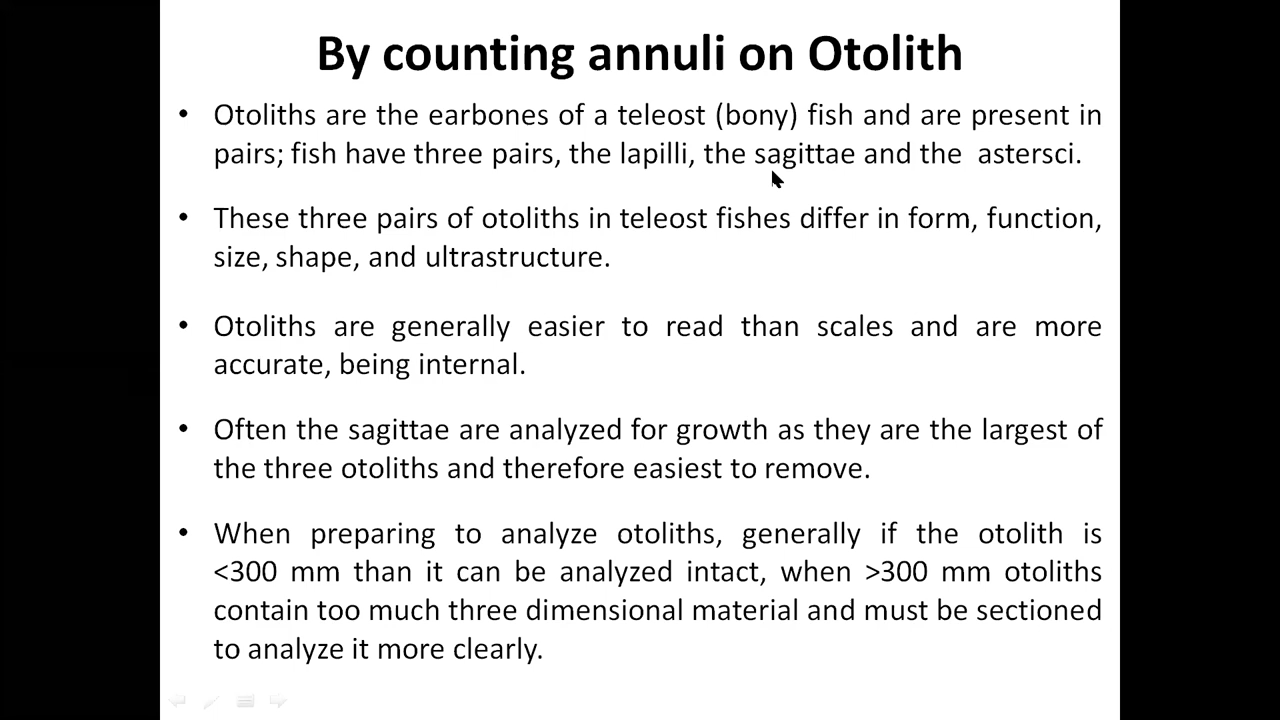 By counting annuli on Otolith
• Otoliths are the earbones of a teleost (bony) fish and are present in
pairs; fish have three pairs, the lapilli, the sagittae and the astersci.
• These three pairs of otoliths in teleost fishes differ in form, function,
size, shape, and ultrastructure.
• Otoliths are generally easier to read than scales and are more
accurate, being internal.
• Often the sagittae are analyzed for growth as they are the largest of
the three otoliths and therefore easiest to remove.
• When preparing to analyze otoliths, generally if the otolith is
<300 mm than it can be analyzed intact, when >300 mm otoliths
contain too much three dimensional material and must be sectioned
to analyze it more clearly.